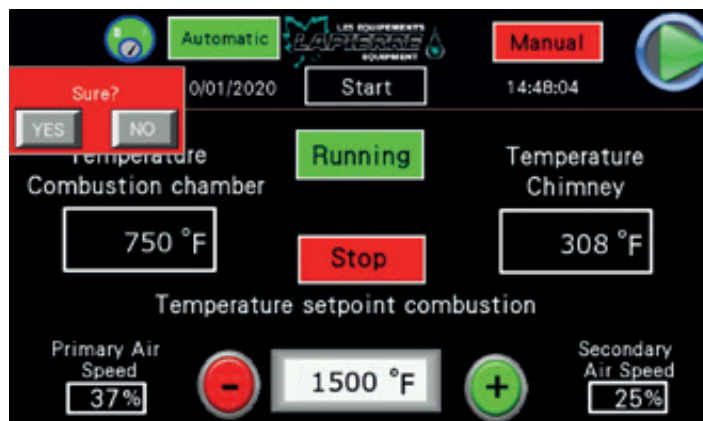 Automatic
LES EQUIPEMENTS
LAPIERRE
EQUIPMENT
Manual
Sure?
YES NO
0/01/2020
Start
14:48:04
Temperature
Combustion chamber
750 °F
Running
Stop
Temperature
Chimney
308 °F
Temperature setpoint combustion
Primary Air
Speed
37%
-
1500 °F
+
Secondary
Air Speed
25%